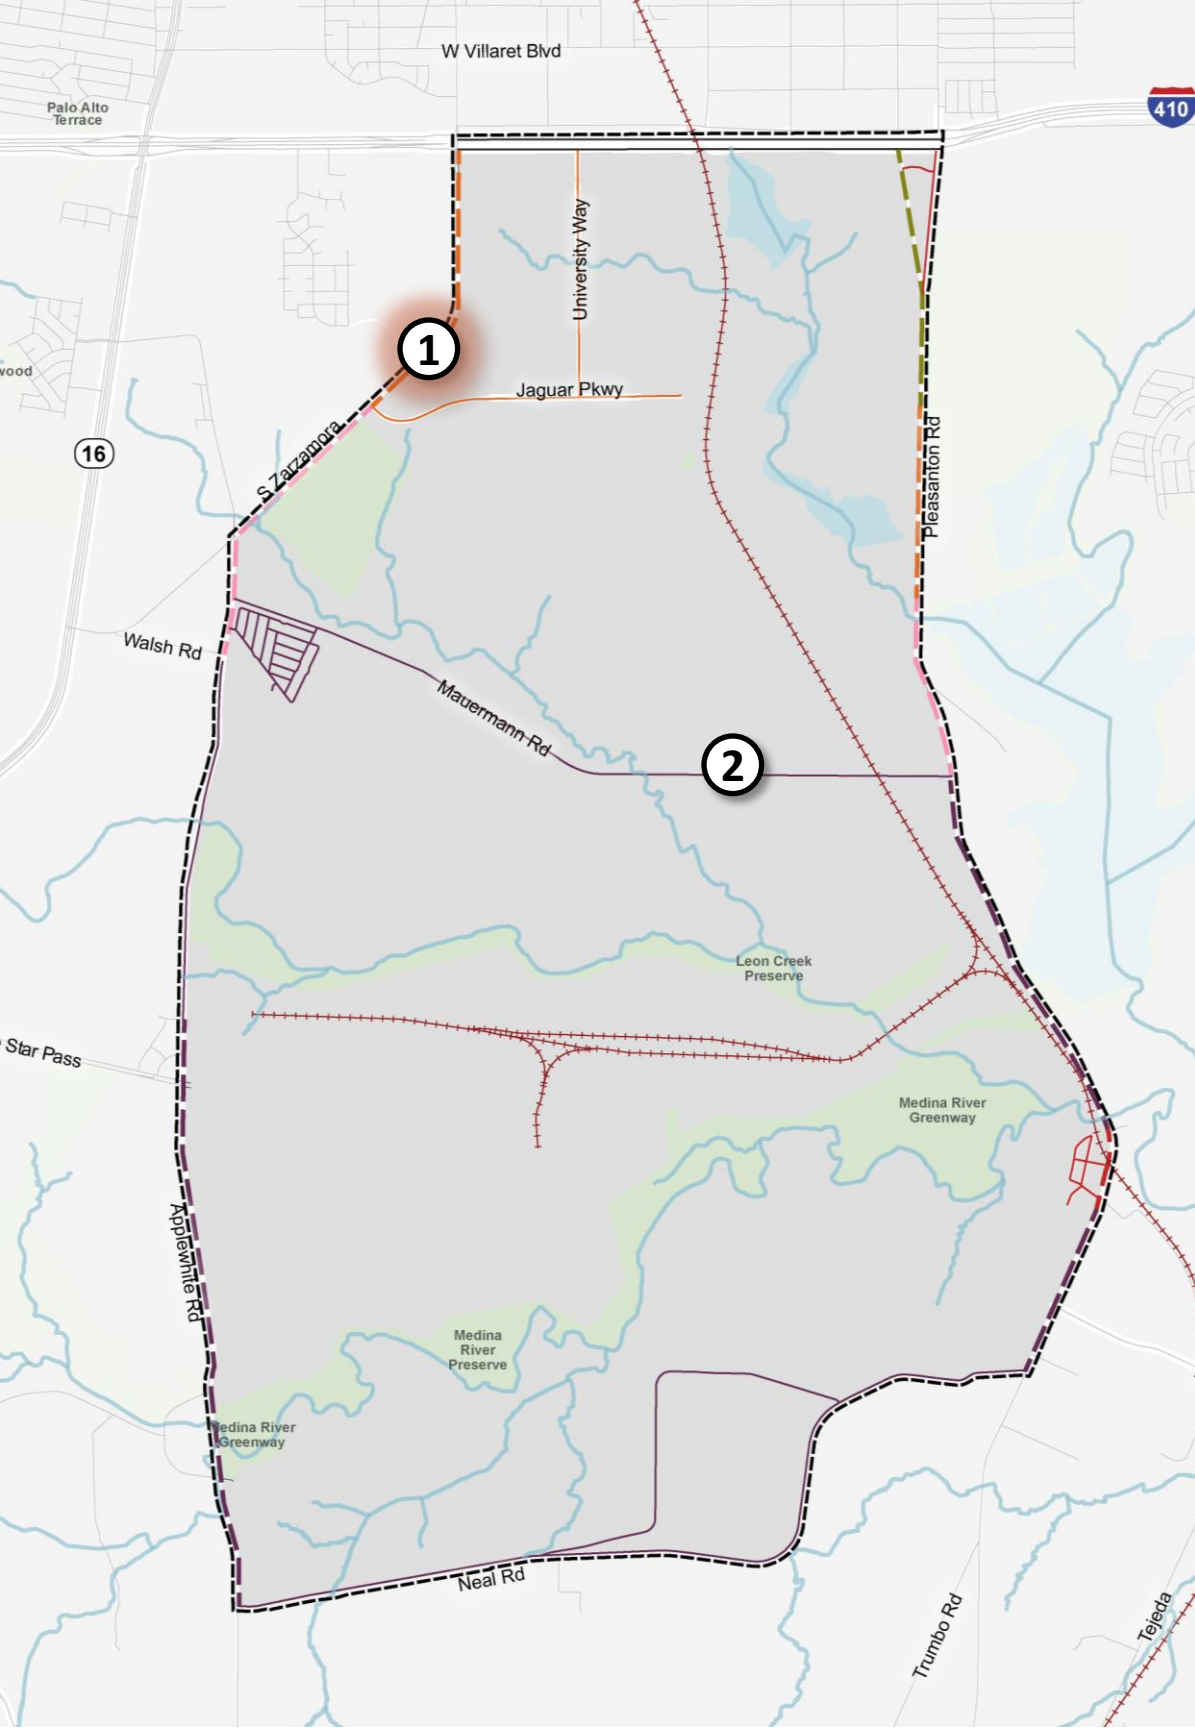 W Villaret Blvd
Palo Alto
Terrace
410
University Way
1
wood
Jaguar Pkwy
16
S Zarzamora
Pleasanton Rd
Walsh Rd
Mauermann Rd
2
Leon Creek
Preserve
Star Pass
Medina River
Greenway
Applewhite Rd
Medina
River
Preserve
edina River
Greenway
Neal Rd
Trumbo Rd
Tejeda